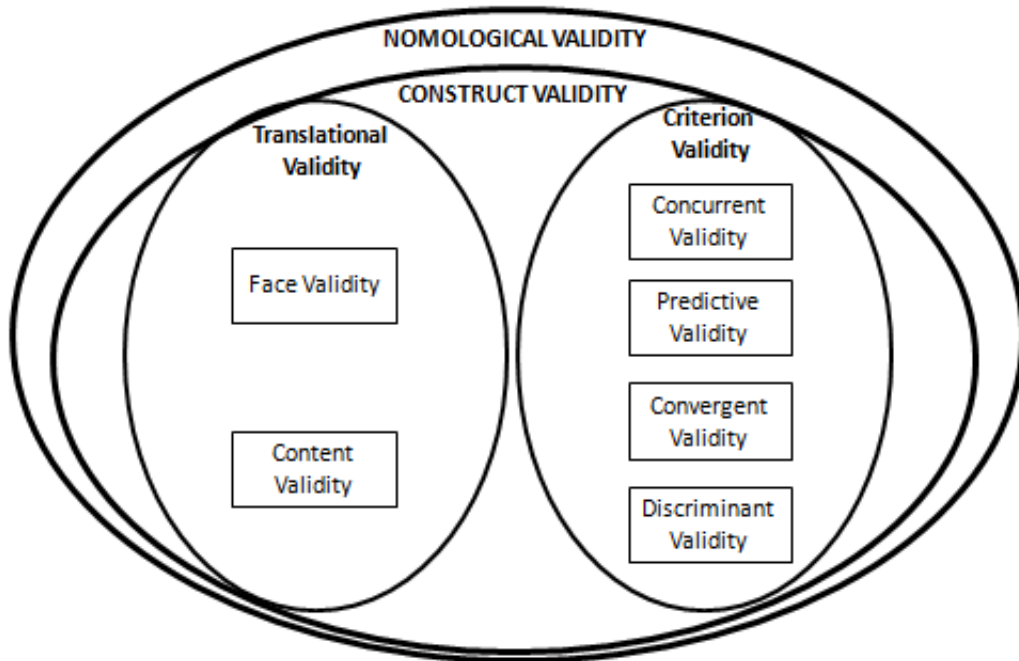 NOMOLOGICAL VALIDITY
CONSTRUCT VALIDITY
Translational
Validity
Face Validity
Content
Validity
Criterion
Validity
Concurrent
Validity
Predictive
Validity
Convergent
Validity
Discriminant
Validity